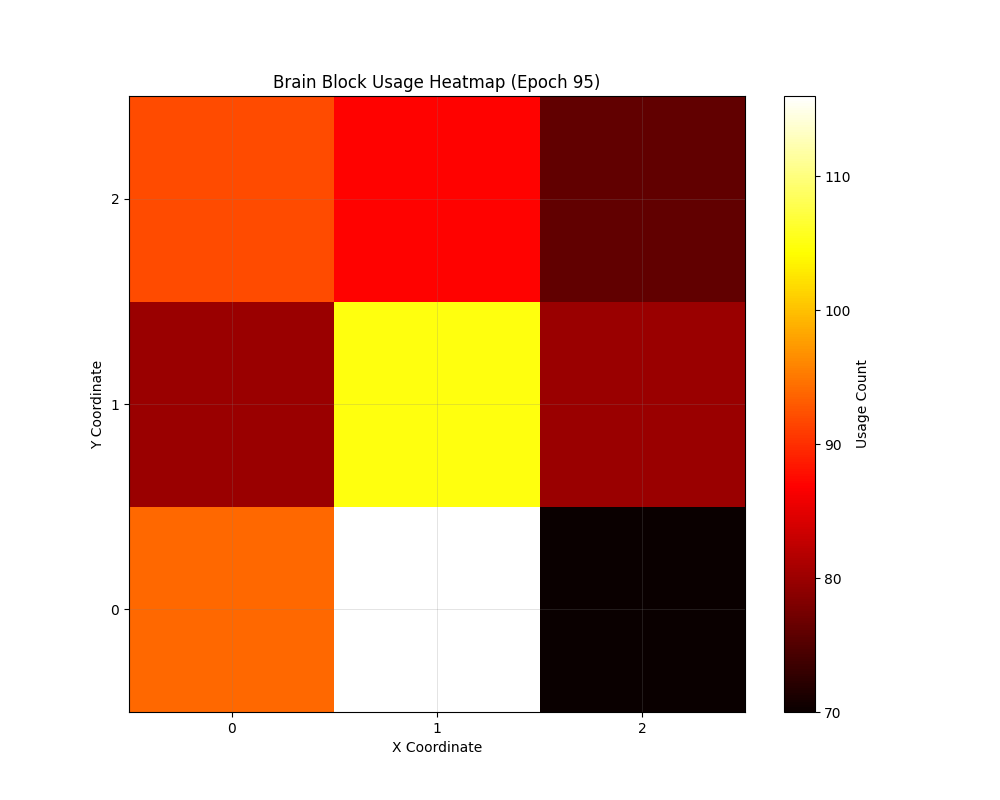 Brain Block Usage Heatmap (Epoch 95)
2
1
0
Y Coordinate
0 1 2
X Coordinate
110
100
90
80
70
Usage Count